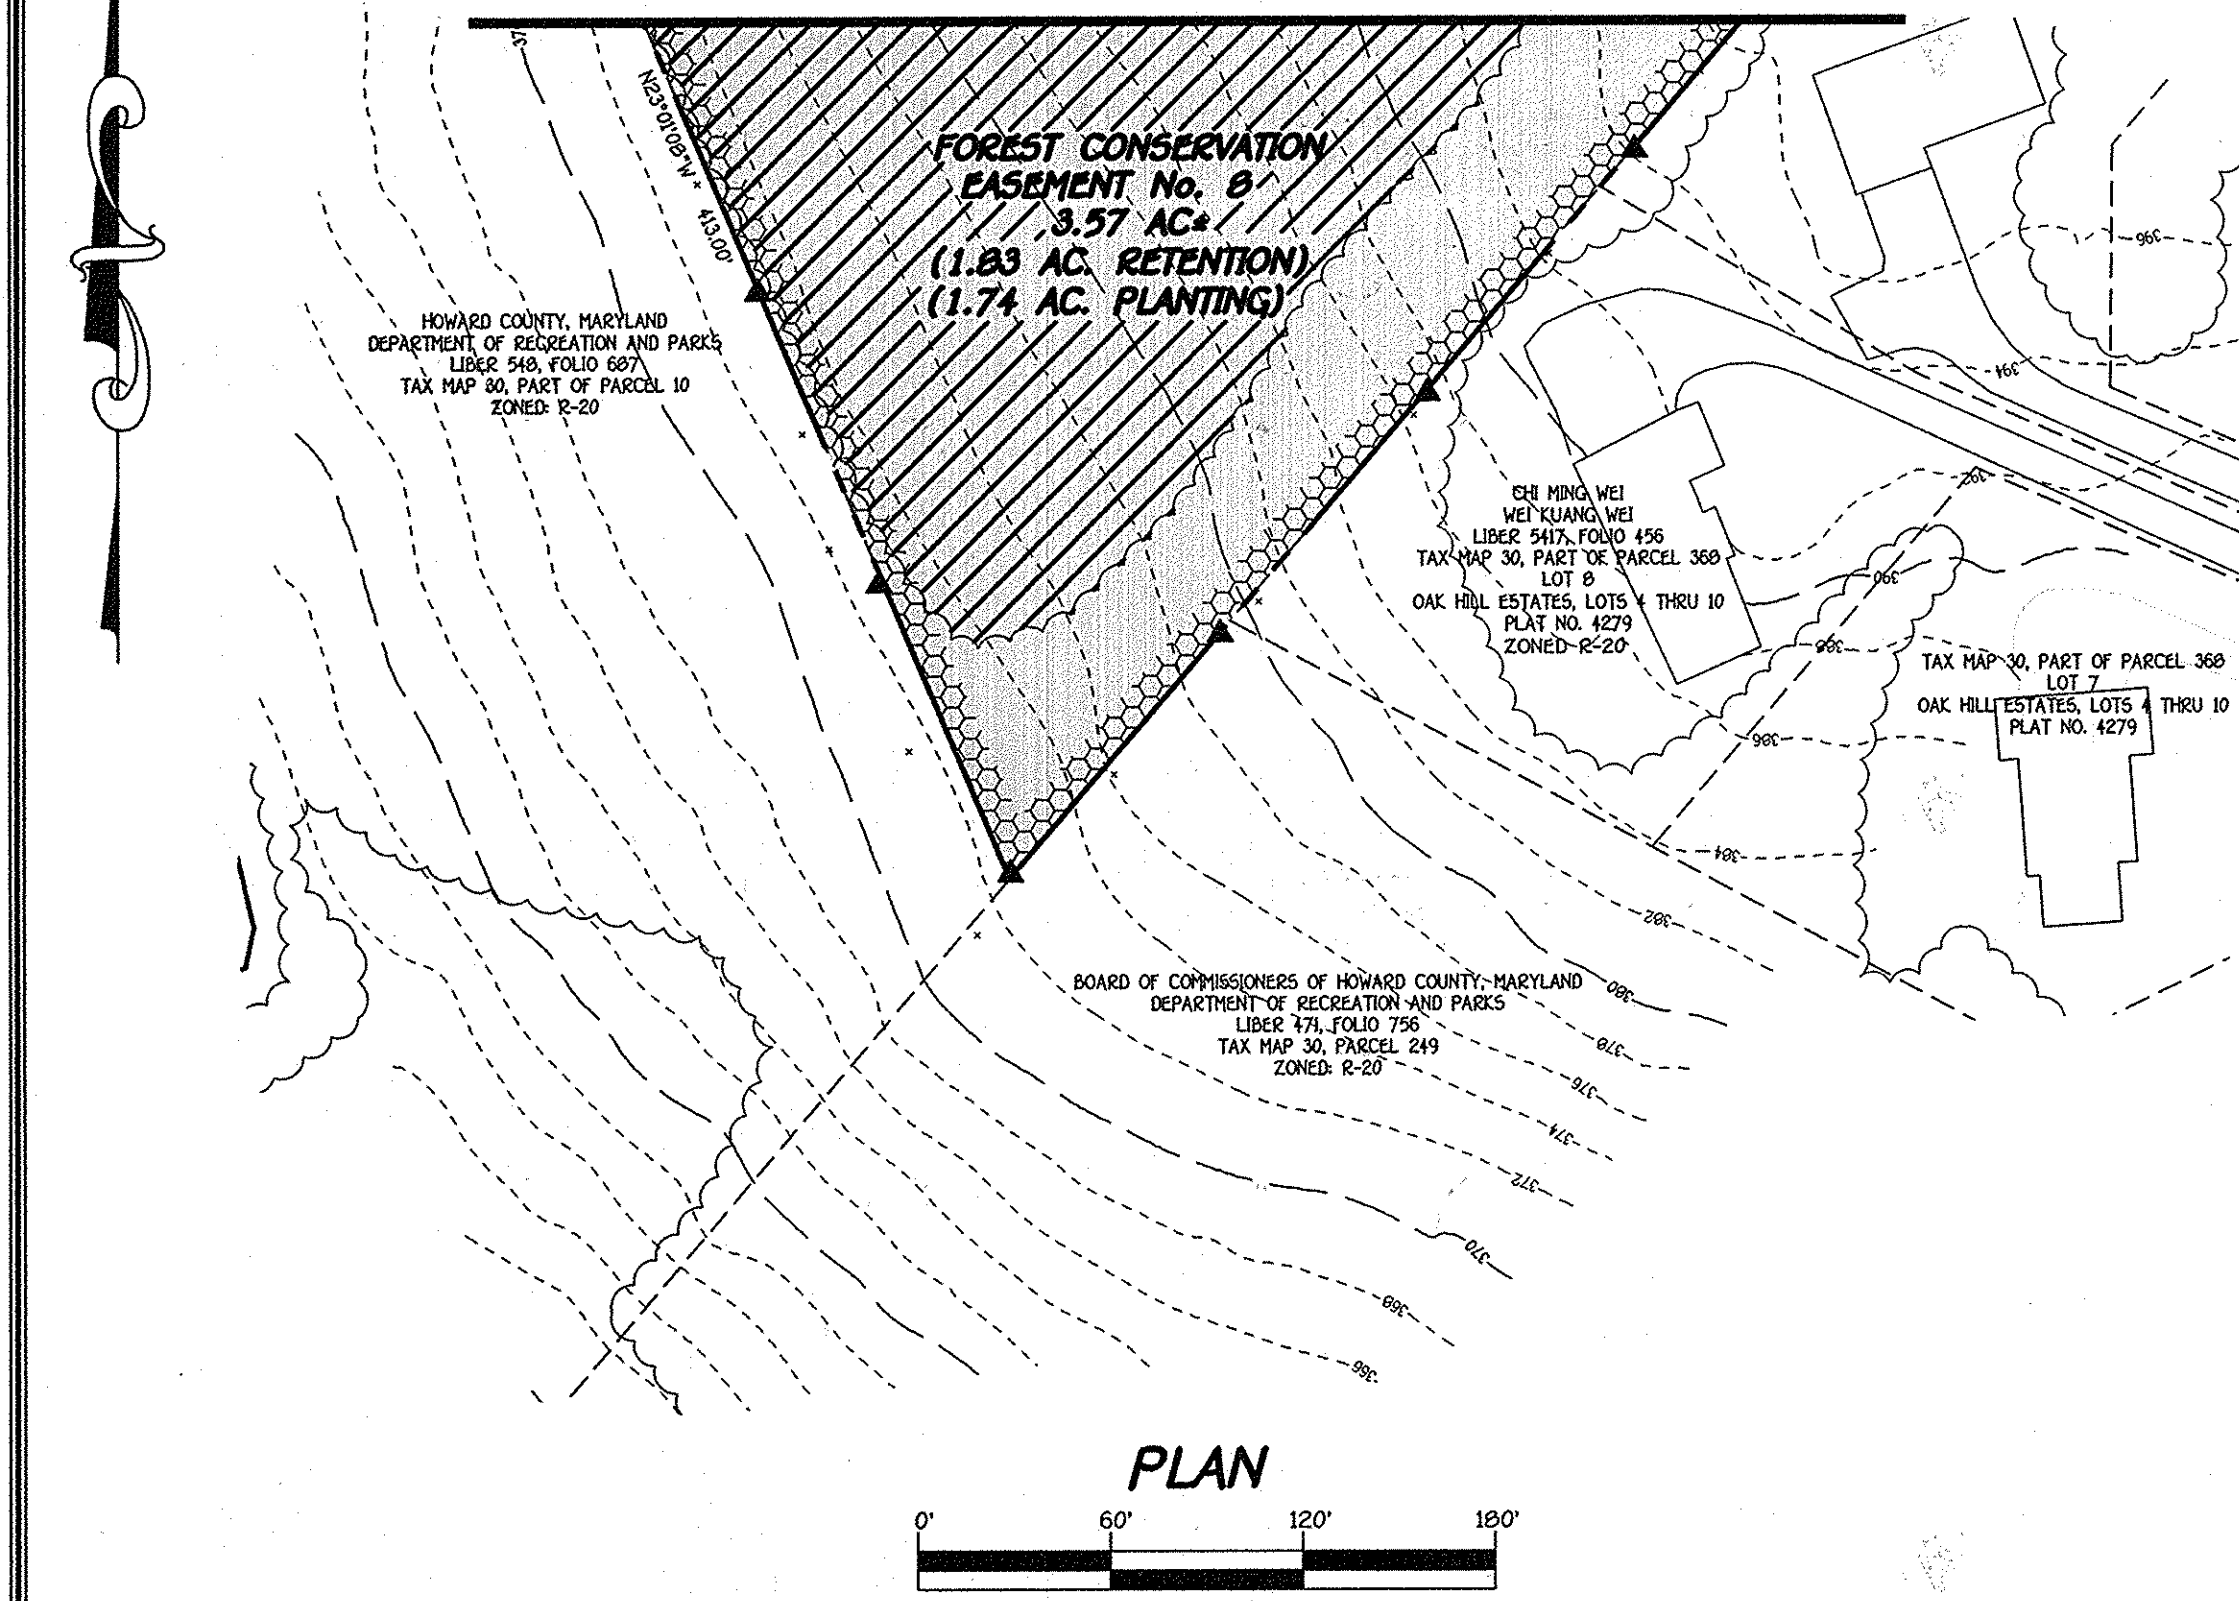 37
N23°01'08"W 413.00'
FOREST CONSERVATION
EASEMENT No. 8
3.57 AC±
(1.83 AC. RETENTION)
(1.74 AC. PLANTING)
HOWARD COUNTY, MARYLAND
DEPARTMENT OF RECREATION AND PARKS
LIBER 548, FOLIO 687
TAX MAP 30, PART OF PARCEL 10
ZONED: R-20
396
394
392
390
388
386
384
382
380
378
376
374
372
370
368
366
CHI MING WEI
WEI KUANG WEI
LIBER 5417, FOLIO 456
TAX MAP 30, PART OF PARCEL 368
LOT 8
OAK HILL ESTATES, LOTS 4 THRU 10
PLAT NO. 4279
ZONED R-20
TAX MAP 30, PART OF PARCEL 368
LOT 7
OAK HILL ESTATES, LOTS 4 THRU 10
PLAT NO. 4279
BOARD OF COMMISSIONERS OF HOWARD COUNTY, MARYLAND
DEPARTMENT OF RECREATION AND PARKS
LIBER 471, FOLIO 756
TAX MAP 30, PARCEL 249
ZONED: R-20
PLAN
0' 60' 120' 180'